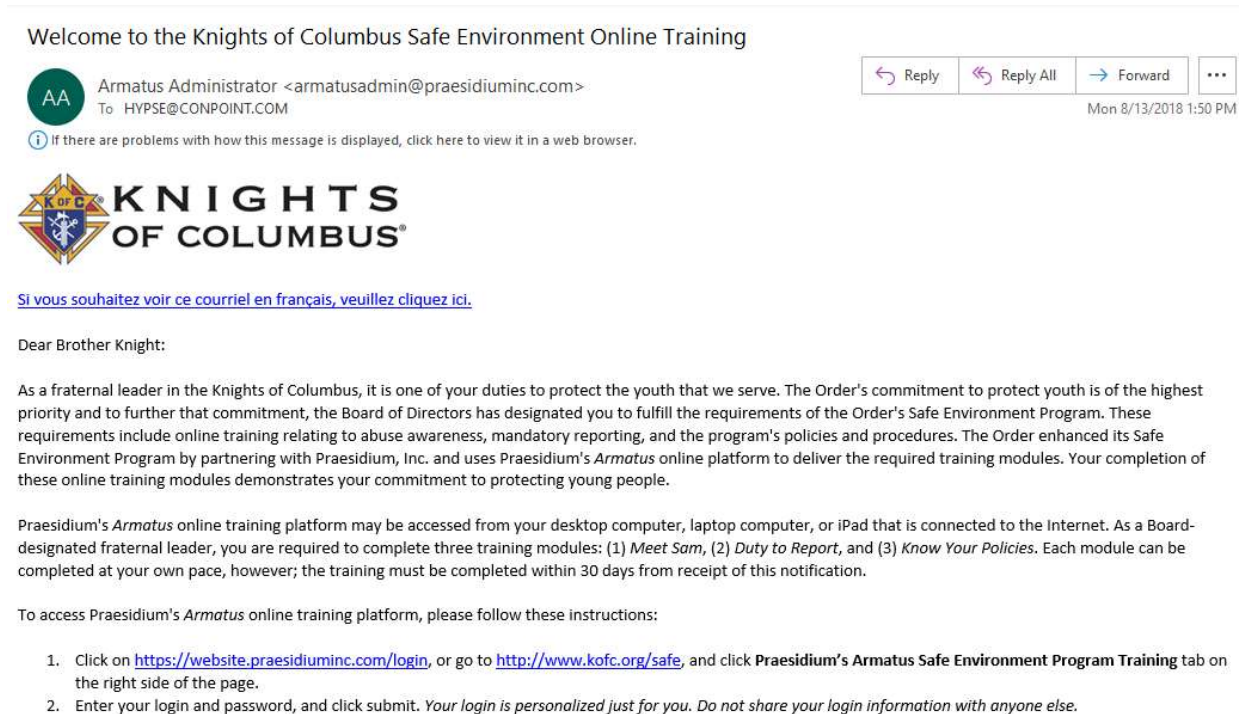 Welcome to the Knights of Columbus Safe Environment Online Training
Reply
Reply All
Forward
...
AA
Armatus Administrator <armatusadmin@praesidiuminc.com>
To HYPSE@CONPOINT.COM
Mon 8/13/2018 1:50 PM
If there are problems with how this message is displayed, click here to view it in a web browser.
K OF C
KNIGHTS
OF COLUMBUS®
Si vous souhaitez voir ce courriel en français, veuillez cliquez ici.
Dear Brother Knight:
As a fraternal leader in the Knights of Columbus, it is one of your duties to protect the youth that we serve. The Order's commitment to protect youth is of the highest
priority and to further that commitment, the Board of Directors has designated you to fulfill the requirements of the Order's Safe Environment Program. These
requirements include online training relating to abuse awareness, mandatory reporting, and the program's policies and procedures. The Order enhanced its Safe
Environment Program by partnering with Praesidium, Inc. and uses Praesidium's Armatus online platform to deliver the required training modules. Your completion of
these online training modules demonstrates your commitment to protecting young people.
Praesidium's Armatus online training platform may be accessed from your desktop computer, laptop computer, or iPad that is connected to the Internet. As a Board-
designated fraternal leader, you are required to complete three training modules: (1) Meet Sam, (2) Duty to Report, and (3) Know Your Policies. Each module can be
completed at your own pace, however; the training must be completed within 30 days from receipt of this notification.
To access Praesidium's Armatus online training platform, please follow these instructions:
1. Click on https://website.praesidiuminc.com/login, or go to http://www.kofc.org/safe, and click Praesidium's Armatus Safe Environment Program Training tab on
the right side of the page.
2. Enter your login and password, and click submit. Your login is personalized just for you. Do not share your login information with anyone else.